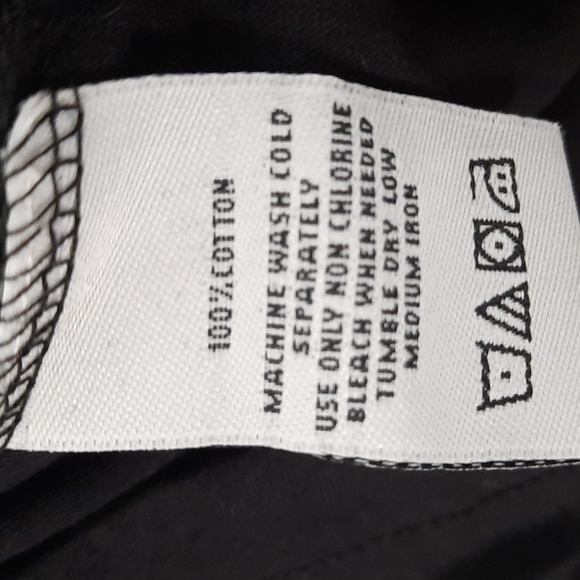 100% COTTON
MACHINE WASH COLD
SEPARATELY
USE ONLY NON CHLORINE
BLEACH WHEN NEEDED
TUMBLE DRY LOW
MEDIUM IRON